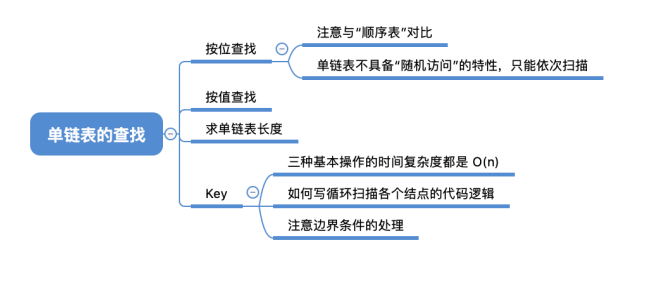 单链表的查找
按位查找
注意与“顺序表”对比
单链表不具备“随机访问”的特性，只能依次扫描
按值查找
求单链表长度
Key
三种基本操作的时间复杂度都是 O(n)
如何写循环扫描各个结点的代码逻辑
注意边界条件的处理